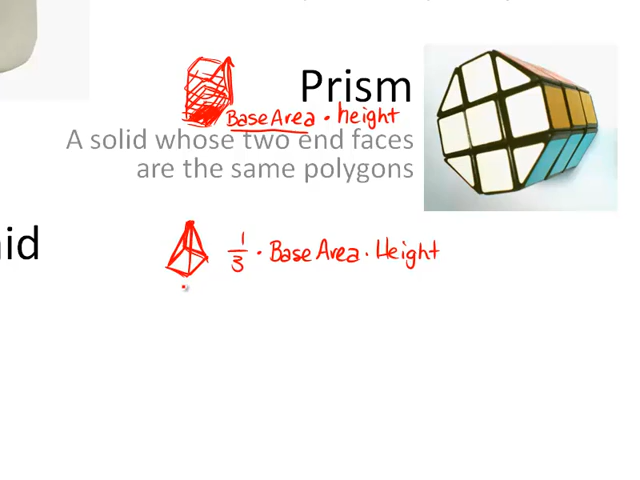 Prism
Base Area · height
A solid whose two end faces
are the same polygons
id
1/3 · Base Area · Height